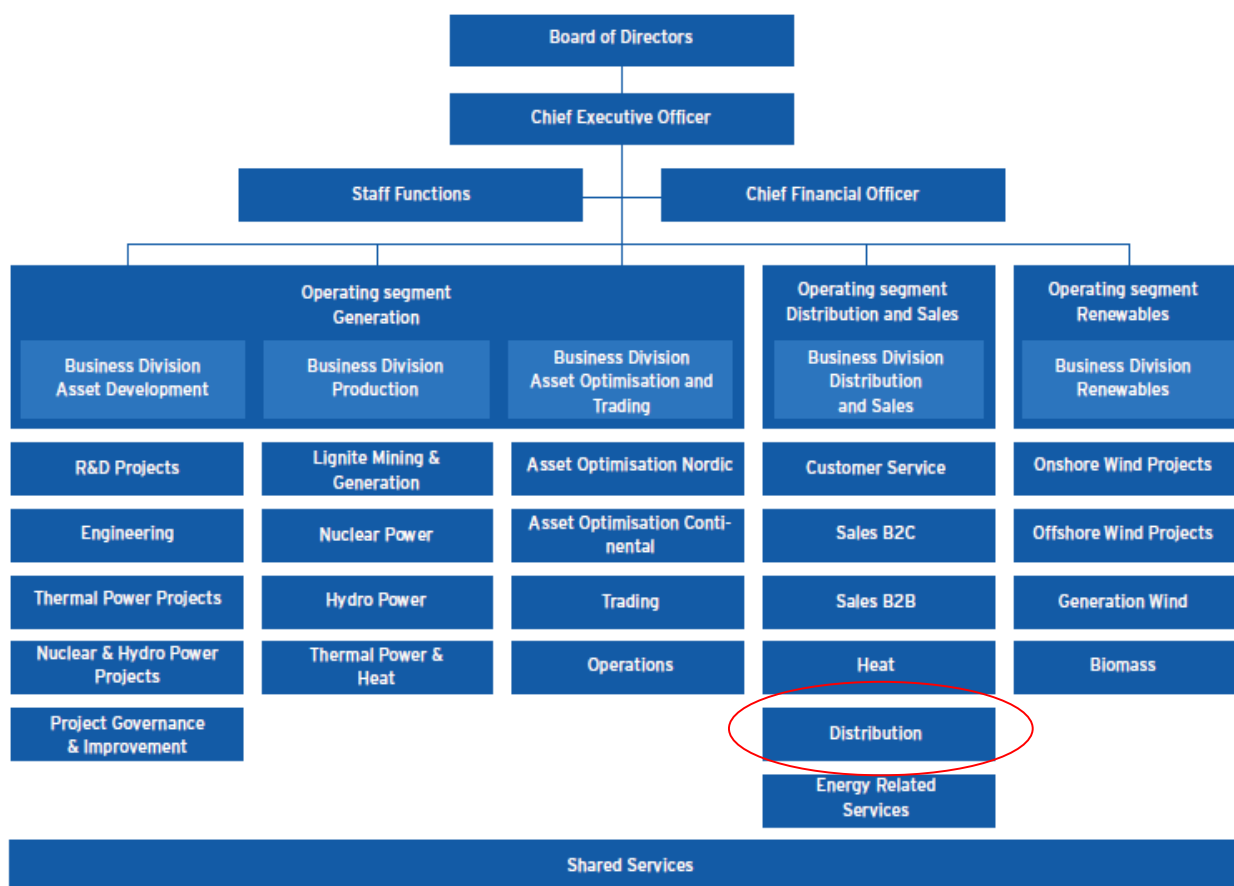 Board of Directors
Chief Executive Officer
Staff Functions
Chief Financial Officer
Operating segment
Generation
Business Division
Asset Development
Business Division
Production
Business Division
Asset Optimisation and
Trading
Operating segment
Distribution and Sales
Business Division
Distribution
and Sales
Operating segment
Renewables
Business Division
Renewables
R&D Projects
Engineering
Thermal Power Projects
Nuclear & Hydro Power
Projects
Project Governance
& Improvement
Lignite Mining &
Generation
Nuclear Power
Hydro Power
Thermal Power &
Heat
Asset Optimisation Nordic
Asset Optimisation Conti-
nental
Trading
Operations
Customer Service
Sales B2C
Sales B2B
Heat
Distribution
Energy Related
Services
Onshore Wind Projects
Offshore Wind Projects
Generation Wind
Biomass
Shared Services